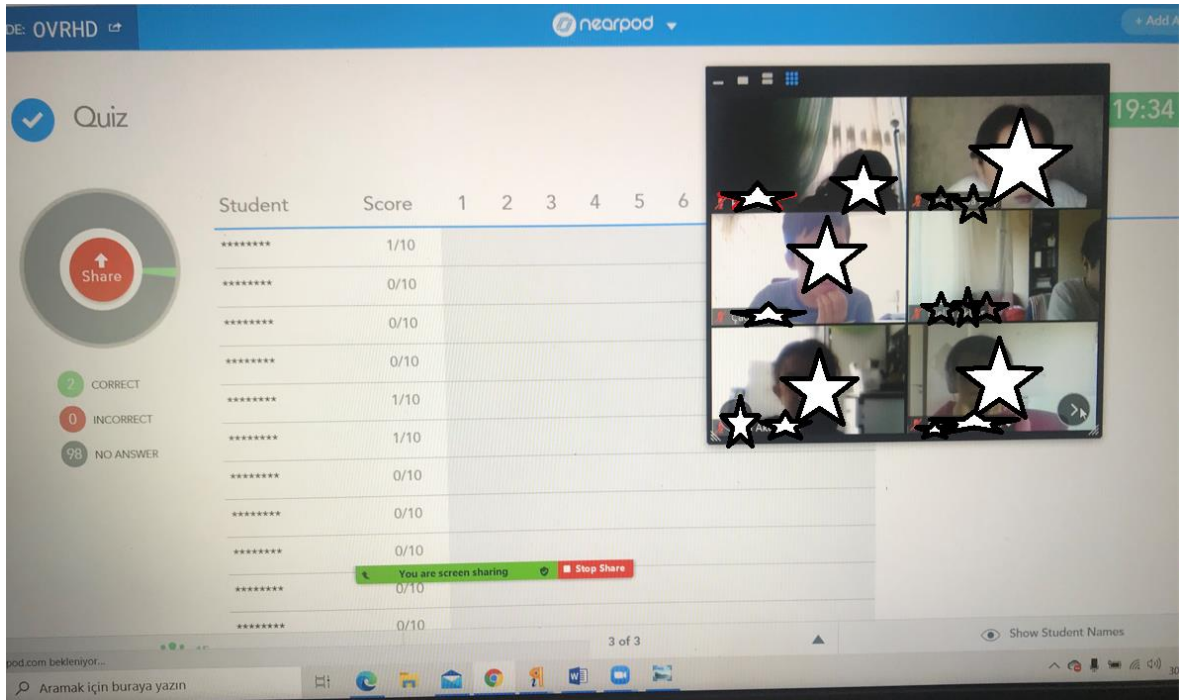 DE: OVRHD
nearpod
+ Add A
Quiz
19:34
Student Score 1 2 3 4 5 6
******** 1/10
******** 0/10
******** 0/10
******** 0/10
******** 1/10
******** 1/10
******** 0/10
******** 0/10
******** 0/10
******** 0/10
******** 0/10
Share
2 CORRECT
0 INCORRECT
98 NO ANSWER
You are screen sharing Stop Share
3 of 3
Show Student Names
pod.com bekleniyor...
Aramak için buraya yazın
30